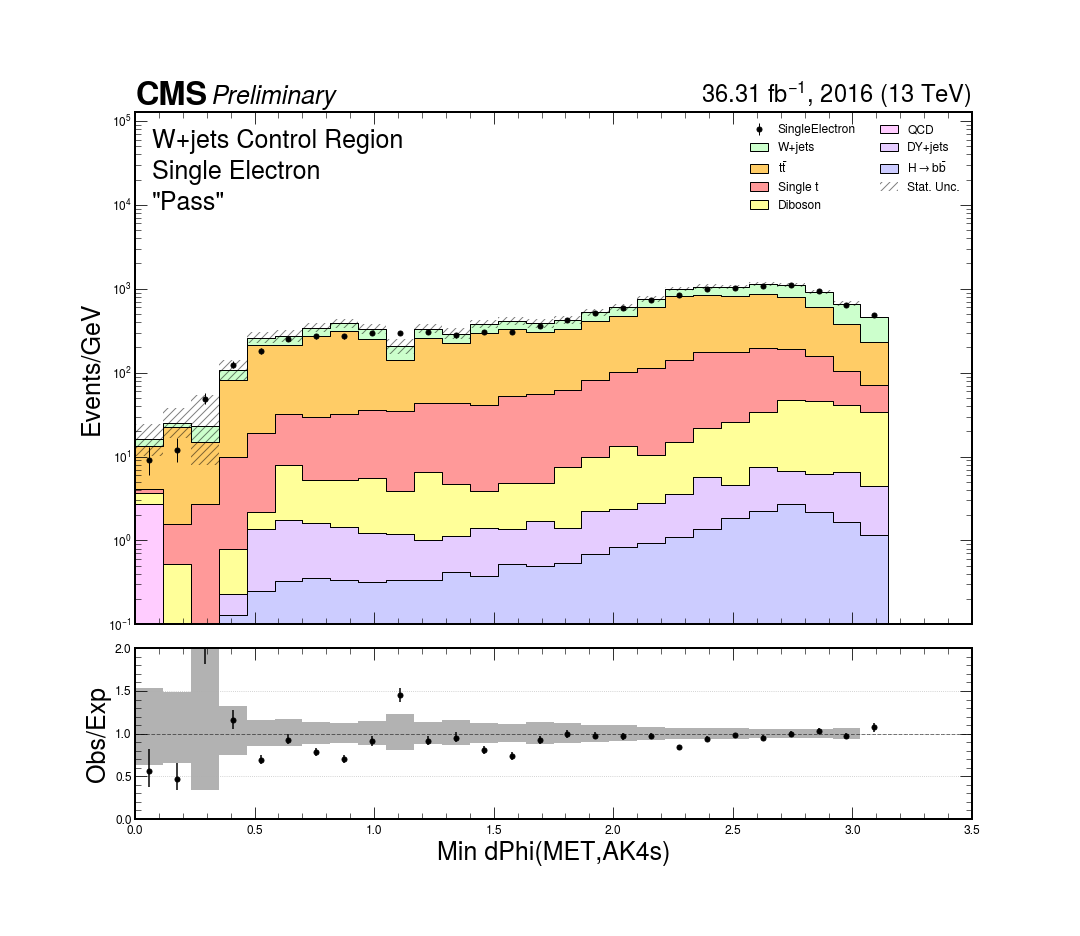 CMS Preliminary
36.31 fb⁻¹, 2016 (13 TeV)
W+jets Control Region
Single Electron
"Pass"
SingleElectron
W+jets
tt̄
Single t
Diboson
QCD
DY+jets
H→bb̄
Stat. Unc.
Events/GeV
10⁵
10⁴
10³
10²
10¹
10⁰
10⁻¹
Obs/Exp
2.0
1.5
1.0
0.5
0.0
0.0 0.5 1.0 1.5 2.0 2.5 3.0 3.5
Min dPhi(MET,AK4s)